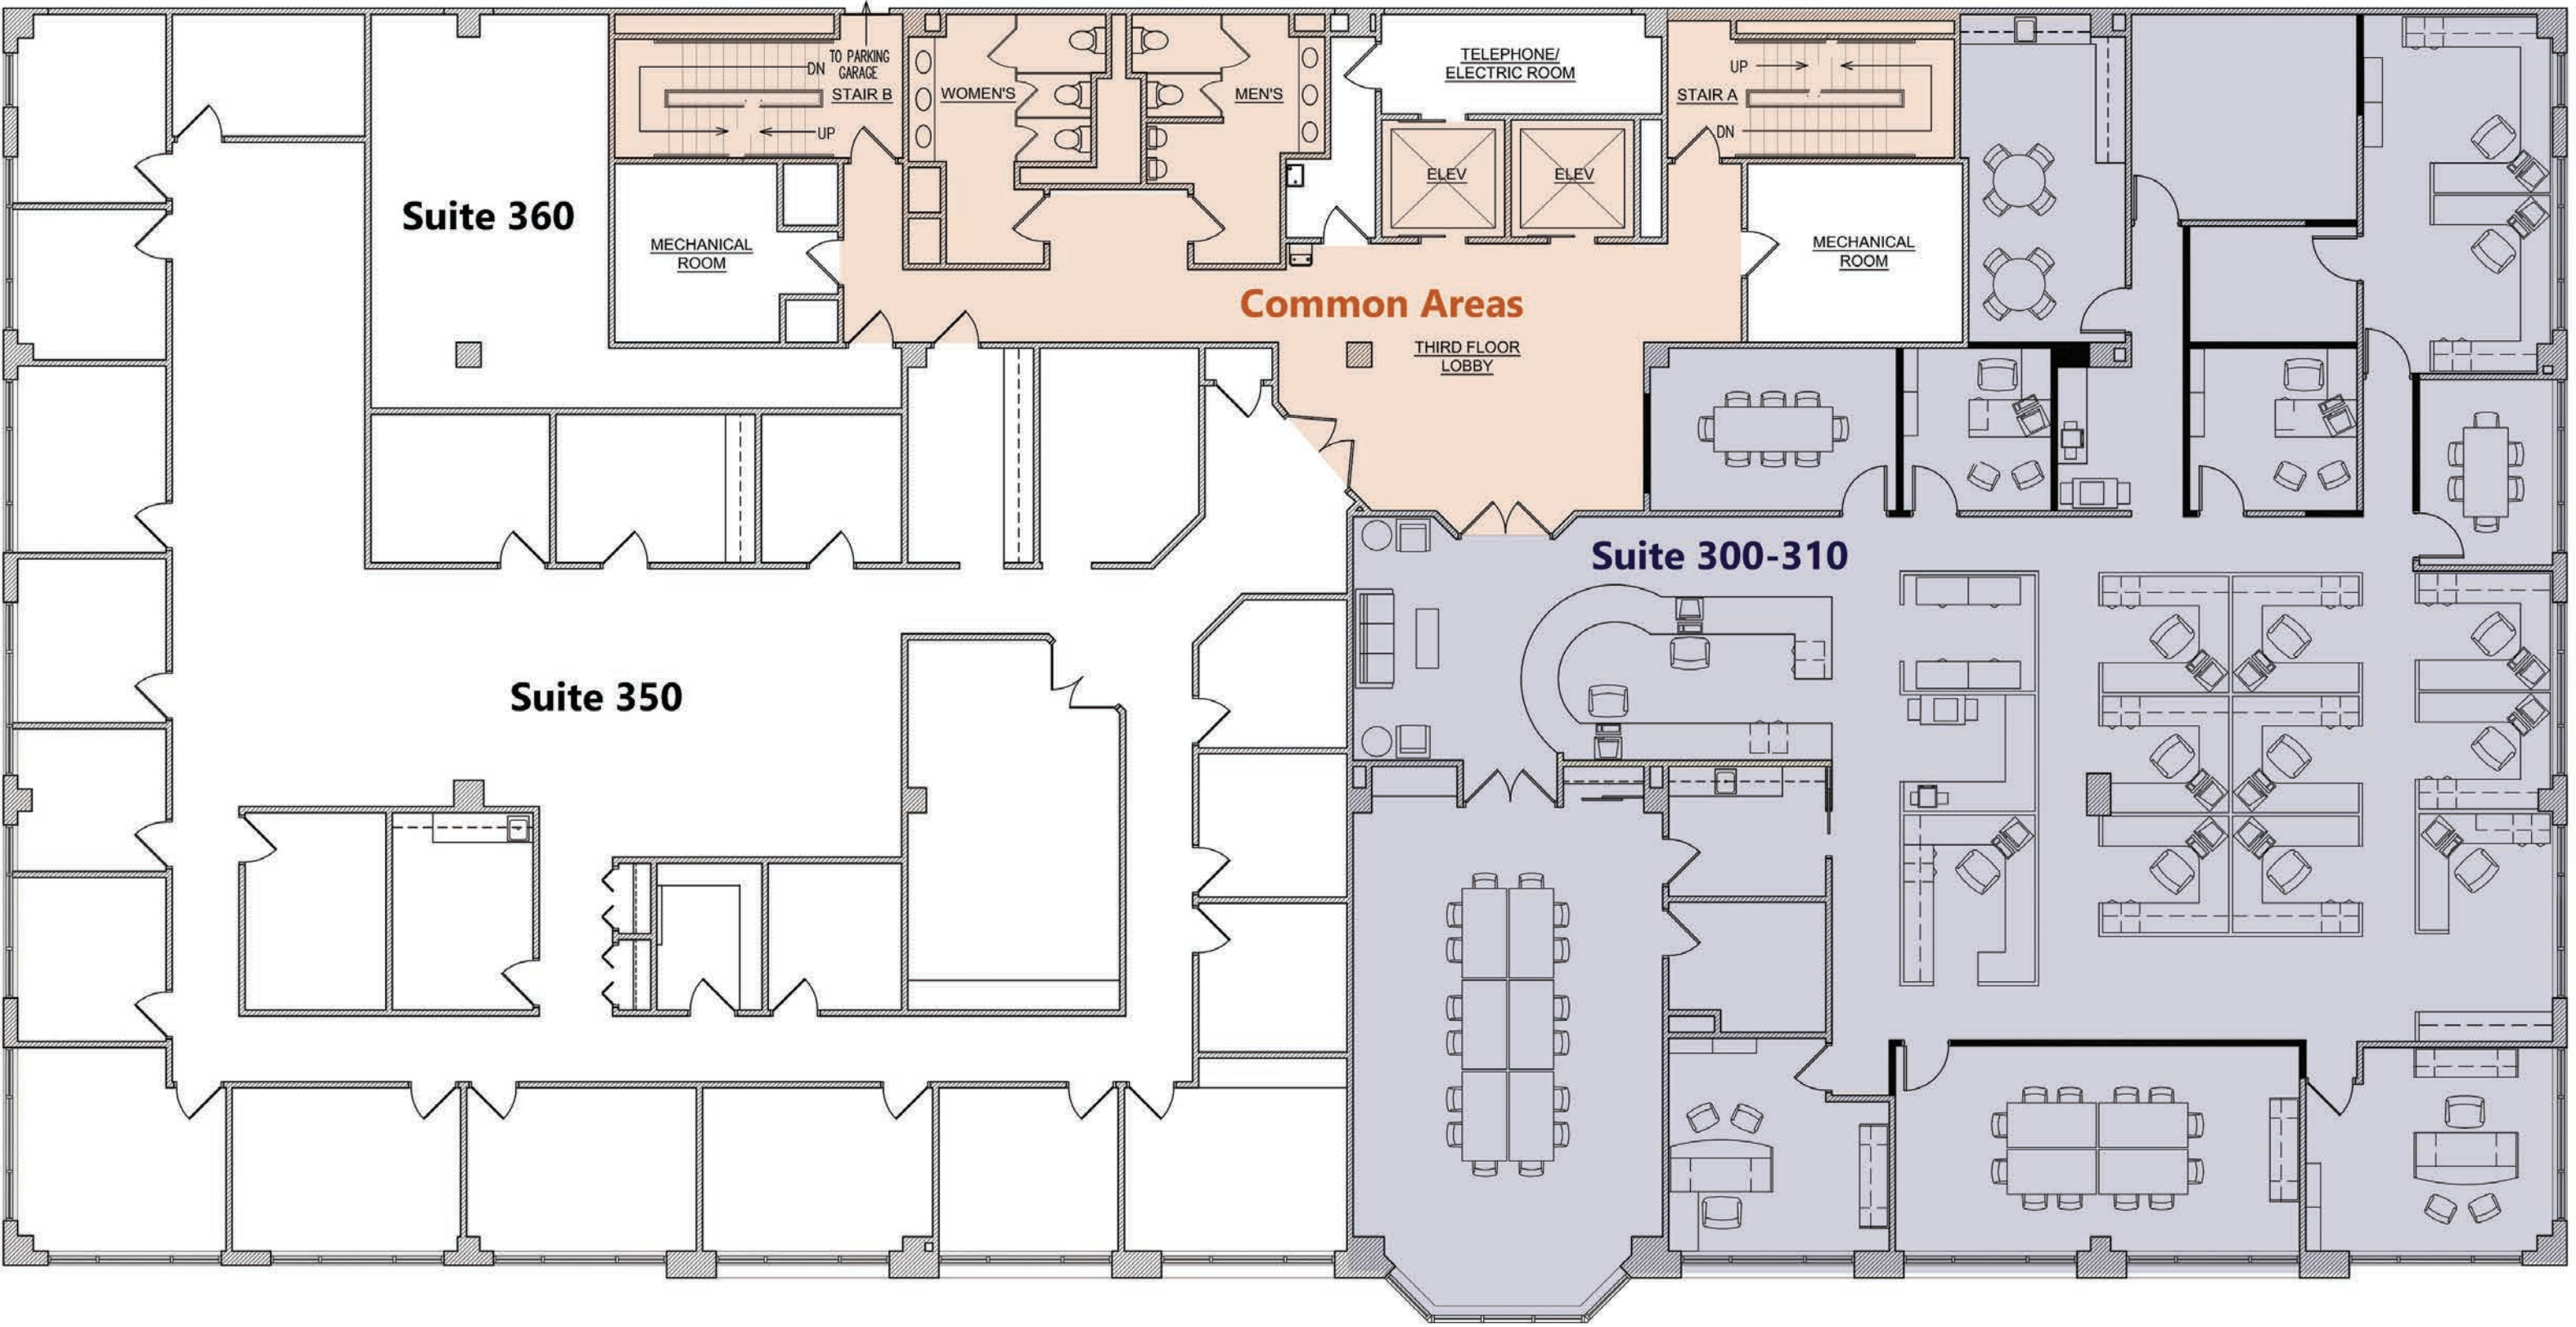 TO PARKING
GARAGE
DN
STAIR B
UP
WOMEN'S
MEN'S
TELEPHONE/
ELECTRIC ROOM
ELEV
ELEV
UP
STAIR A
DN
Suite 360
MECHANICAL
ROOM
MECHANICAL
ROOM
Common Areas
THIRD FLOOR
LOBBY
Suite 300-310
Suite 350